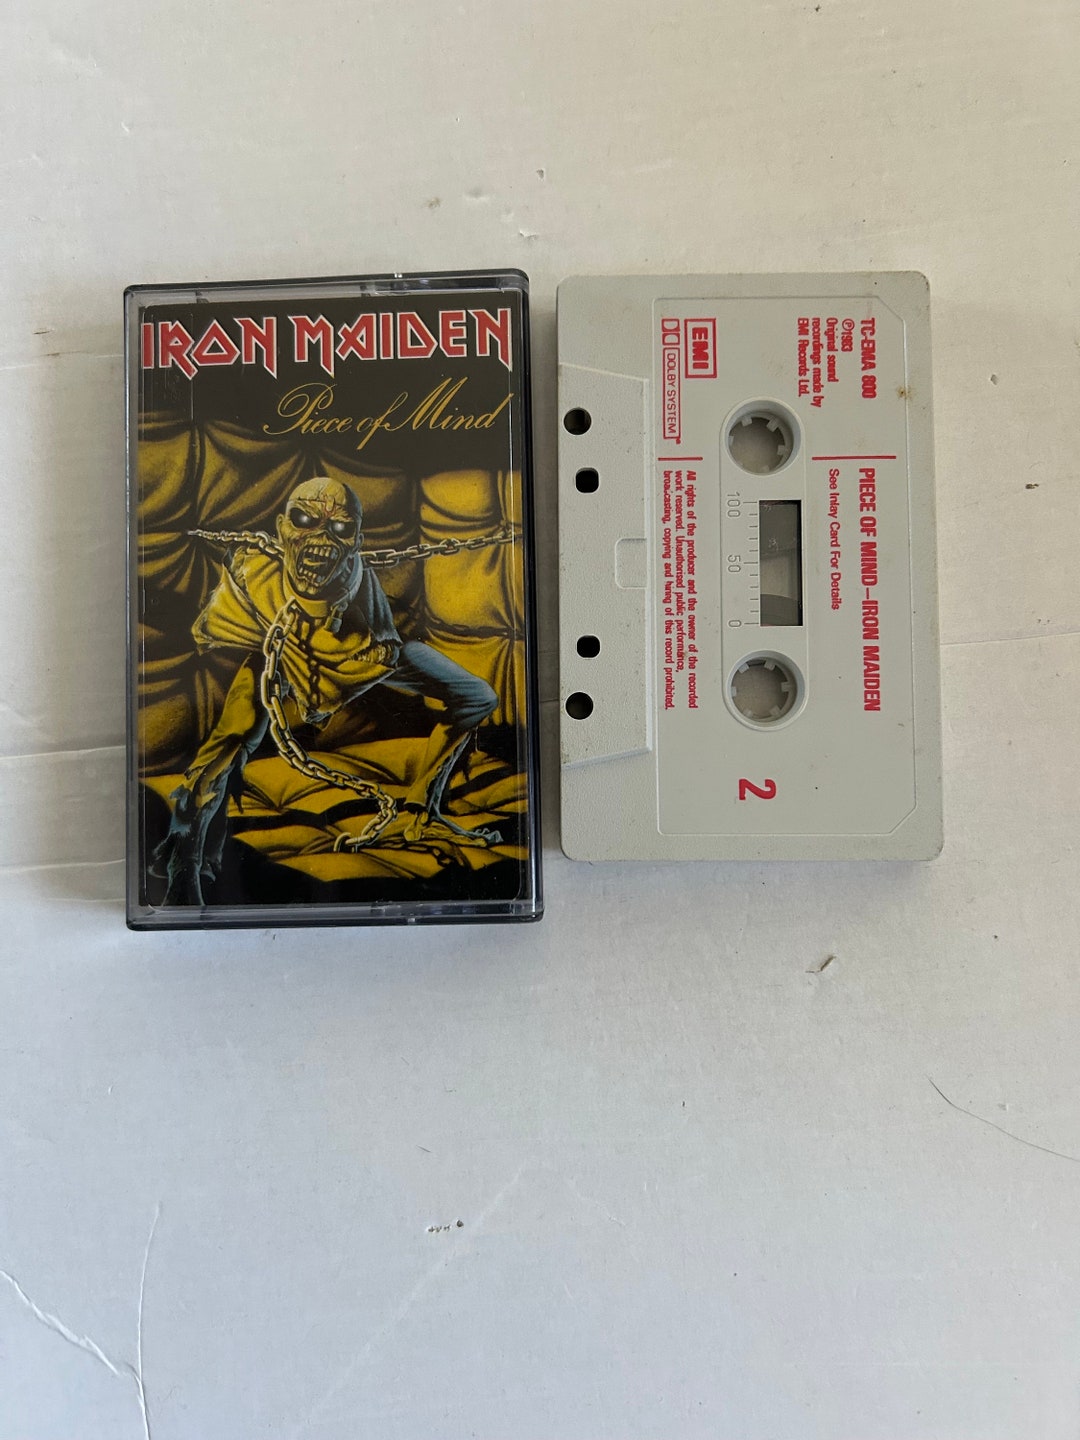 IRON MAIDEN
Piece of Mind
TC-EMA 800
℗1983
Original sound
recordings made by
EMI Records Ltd.
EMI
DOLBY SYSTEM
PIECE OF MIND—IRON MAIDEN
See Inlay Card For Details
100 50 0
All rights of the producer and the owner of the recorded
work reserved. Unauthorised public performance,
broadcasting, copying and hiring of this record prohibited.
2